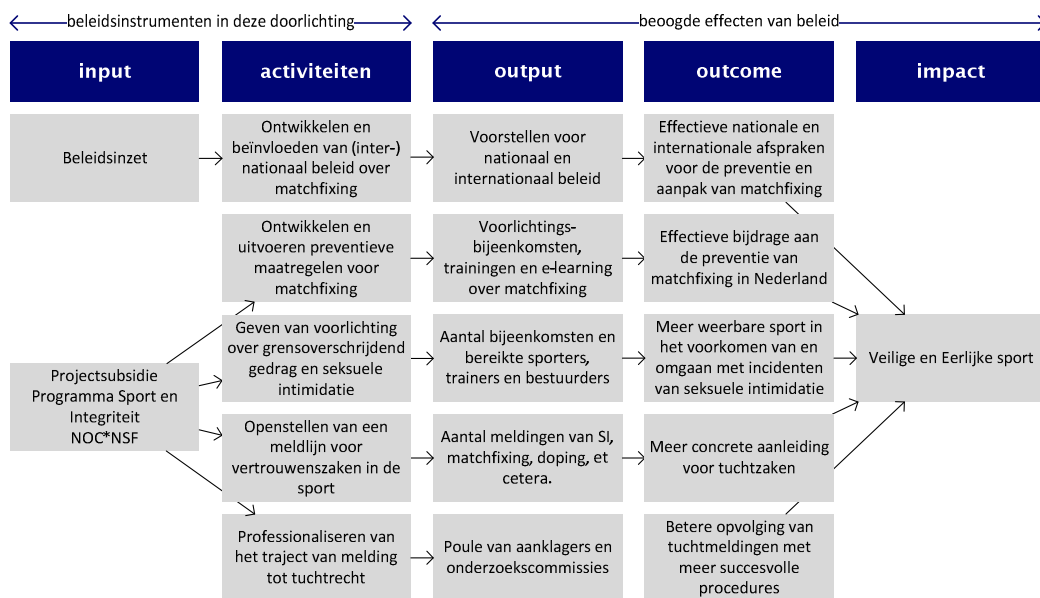 beleidsinstrumenten in deze doorlichting
beoogde effecten van beleid
input
activiteiten
output
outcome
impact
Beleidsinzet
Ontwikkelen en
beïnvloeden van (inter-)
nationaal beleid over
matchfixing
Voorstellen voor
nationaal en
internationaal beleid
Effectieve nationale en
internationale afspraken
voor de preventie en
aanpak van matchfixing
Ontwikkelen en
uitvoeren preventieve
maatregelen voor
matchfixing
Voorlichtings-
bijeenkomsten,
trainingen en e-learning
over matchfixing
Effectieve bijdrage aan
de preventie van
matchfixing in Nederland
Projectsubsidie
Programma Sport en
Integriteit
NOC*NSF
Geven van voorlichting
over grensoverschrijdend
gedrag en seksuele
intimidatie
Aantal bijeenkomsten en
bereikte sporters,
trainers en bestuurders
Meer weerbare sport in
het voorkomen van en
omgaan met incidenten
van seksuele intimidatie
Veilige en Eerlijke sport
Openstellen van een
meldlijn voor
vertrouwenszaken in de
sport
Aantal meldingen van SI,
matchfixing, doping, et
cetera.
Meer concrete aanleiding
voor tuchtzaken
Professionaliseren van
het traject van melding
tot tuchtrecht
Poule van aanklagers en
onderzoekscommissies
Betere opvolging van
tuchtmeldingen met
meer succesvolle
procedures